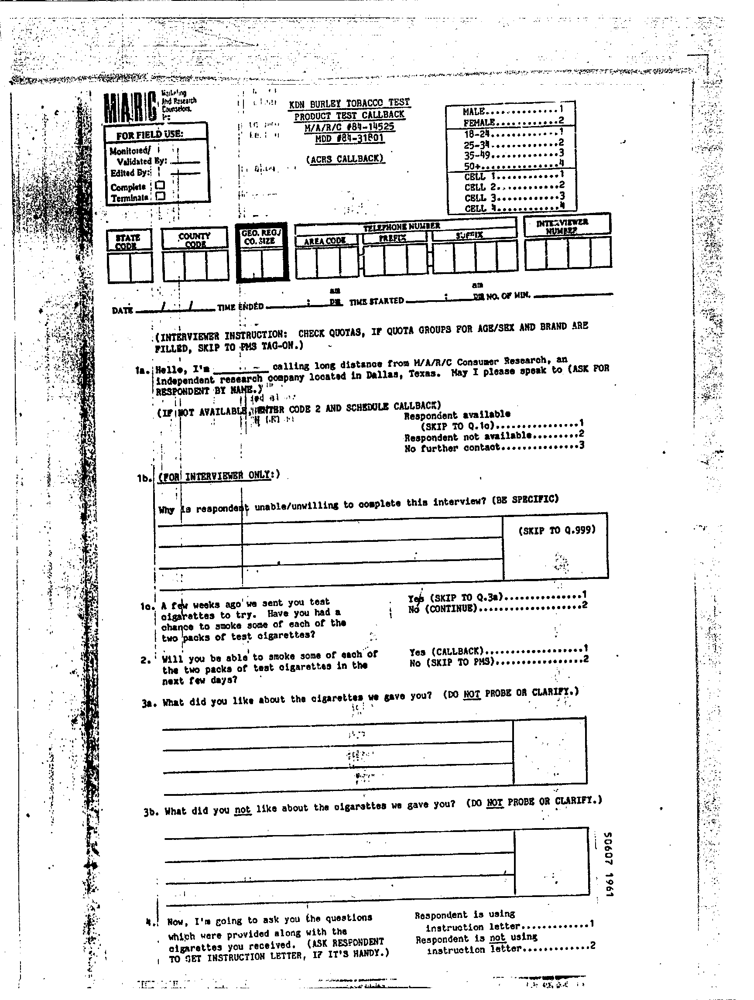 M/A/R/C
Marketing
And Research
Counselors,
Inc
KDN BURLEY TOBACCO TEST
PRODUCT TEST CALLBACK
M/A/R/C #84-14525
MDD #84-31801
(ACRS CALLBACK)
MALE..............1
FEMALE............2
18-24.............1
25-34.............2
35-49.............3
50+...............4
CELL 1............1
CELL 2............2
CELL 3............3
CELL 4............4
FOR FIELD USE:
Monitored/
Validated By:
Edited By:
Complete
Terminate
STATE CODE
COUNTY CODE
GEO. REG./ CO. SIZE
TELEPHONE NUMBER
AREA CODE PREFIX SUFFIX
INTERVIEWER NUMBER
DATE ___/___/___ TIME ENDED ___:___ am pm TIME STARTED ___:___ am pm NO. OF MIN. ___
(INTERVIEWER INSTRUCTION: CHECK QUOTAS, IF QUOTA GROUPS FOR AGE/SEX AND BRAND ARE
FILLED, SKIP TO PMS TAG-ON.)
1a. Hello, I'm ________ calling long distance from M/A/R/C Consumer Research, an
independent research company located in Dallas, Texas. May I please speak to (ASK FOR
RESPONDENT BY NAME.)
(IF NOT AVAILABLE, ENTER CODE 2 AND SCHEDULE CALLBACK)
Respondent available
(SKIP TO Q.1c)................1
Respondent not available.........2
No further contact...............3
1b. (FOR INTERVIEWER ONLY:)
Why is respondent unable/unwilling to complete this interview? (BE SPECIFIC)
(SKIP TO Q.999)
1c. A few weeks ago we sent you test
cigarettes to try. Have you had a
chance to smoke some of each of the
two packs of test cigarettes?
Yes (SKIP TO Q.3a)...............1
No (CONTINUE)....................2
2. Will you be able to smoke some of each of
the two packs of test cigarettes in the
next few days?
Yes (CALLBACK)...................1
No (SKIP TO PMS).................2
3a. What did you like about the cigarettes we gave you? (DO NOT PROBE OR CLARIFY.)
3b. What did you not like about the cigarettes we gave you? (DO NOT PROBE OR CLARIFY.)
50607 1961
4. Now, I'm going to ask you the questions
which were provided along with the
cigarettes you received. (ASK RESPONDENT
TO GET INSTRUCTION LETTER, IF IT'S HANDY.)
Respondent is using
instruction letter.............1
Respondent is not using
instruction letter.............2